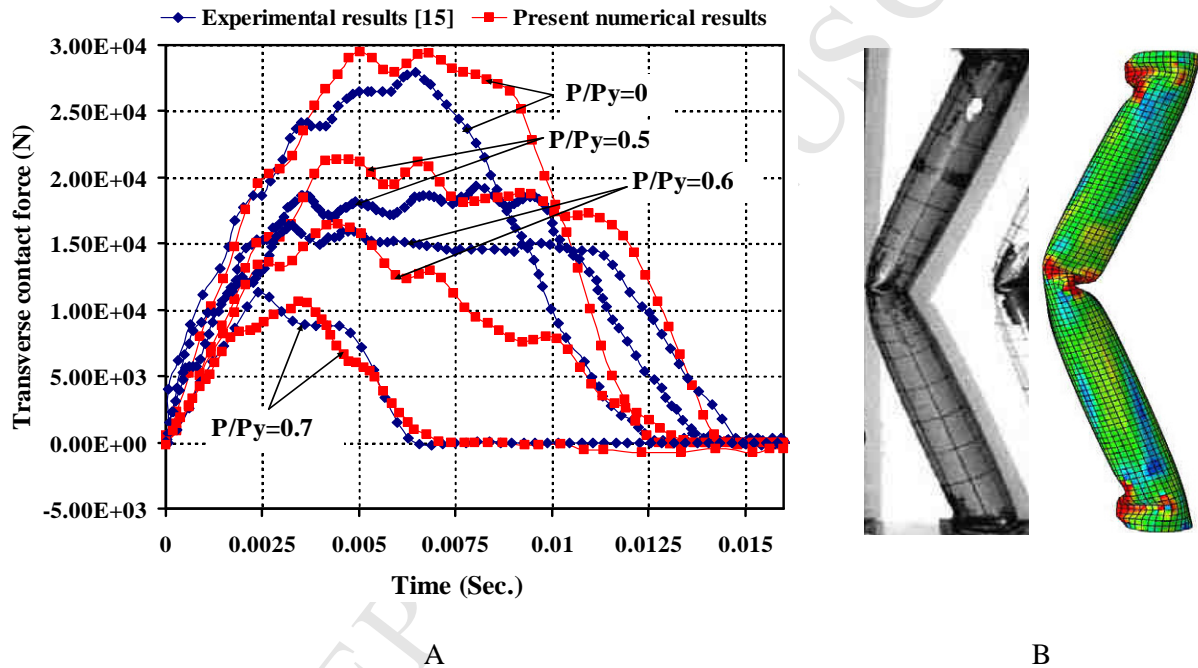 Experimental results [15] Present numerical results
3.00E+04
2.50E+04
2.00E+04
1.50E+04
1.00E+04
5.00E+03
0.00E+00
-5.00E+03
Transverse contact force (N)
P/Py=0
P/Py=0.5
P/Py=0.6
P/Py=0.7
0 0.0025 0.005 0.0075 0.01 0.0125 0.015
Time (Sec.)
A B